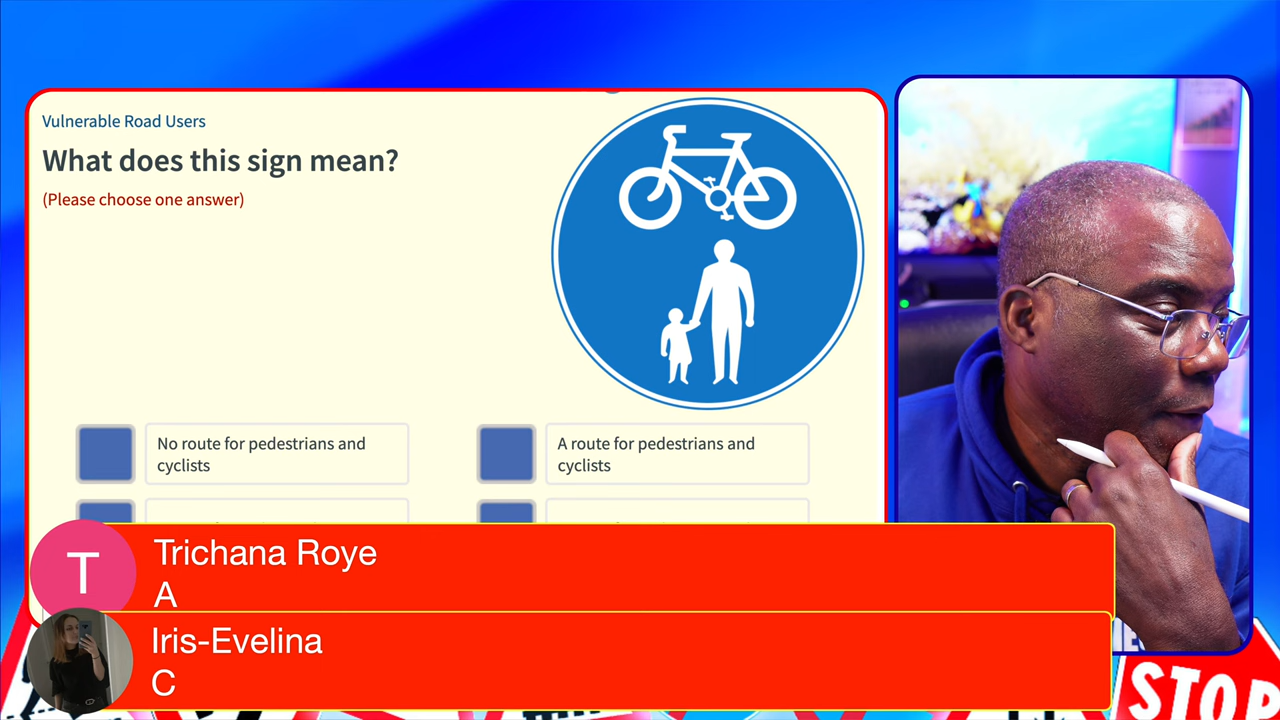 Vulnerable Road Users
What does this sign mean?
(Please choose one answer)
No route for pedestrians and
cyclists
A route for pedestrians and
cyclists
T
Trichana Roye
A
Iris-Evelina
C
STOP